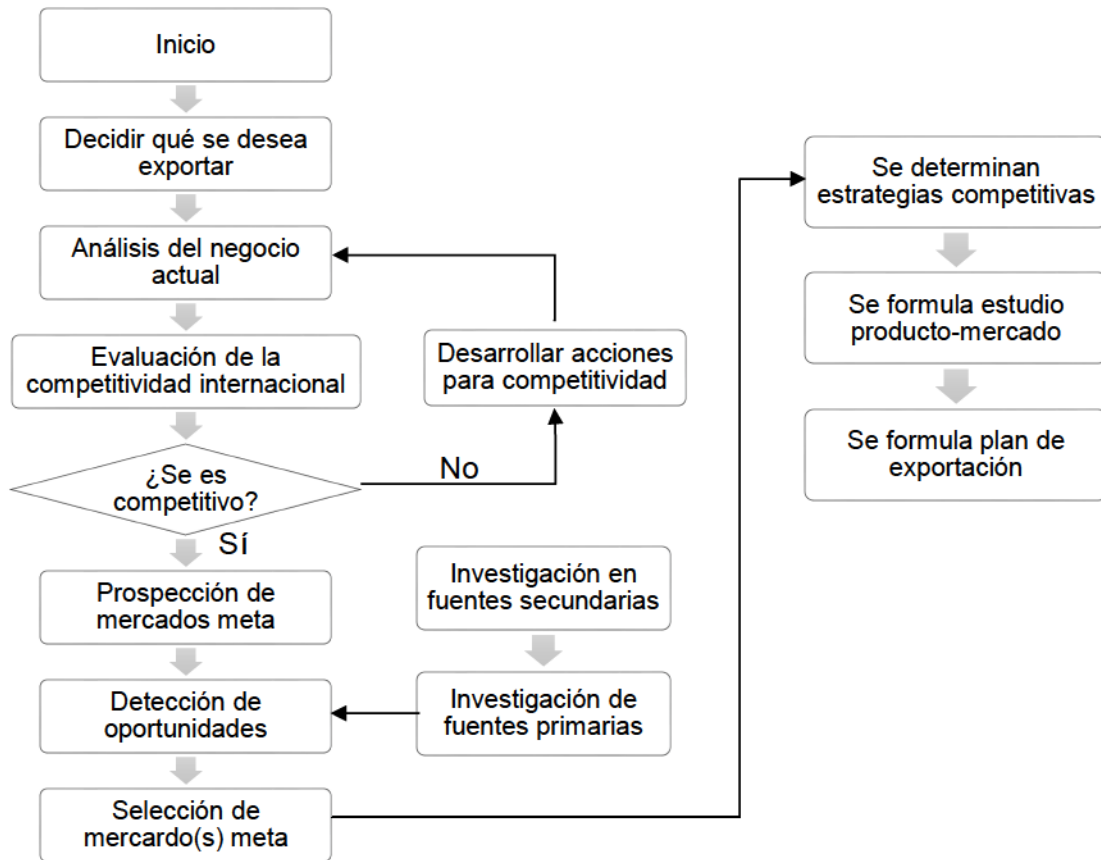 Inicio
Decidir qué se desea
exportar
Análisis del negocio
actual
Evaluación de la
competitividad internacional
¿Se es
competitivo?
No
Desarrollar acciones
para competitividad
Sí
Prospección de
mercados meta
Investigación en
fuentes secundarias
Investigación de
fuentes primarias
Detección de
oportunidades
Selección de
mercardo(s) meta
Se determinan
estrategias competitivas
Se formula estudio
producto-mercado
Se formula plan de
exportación